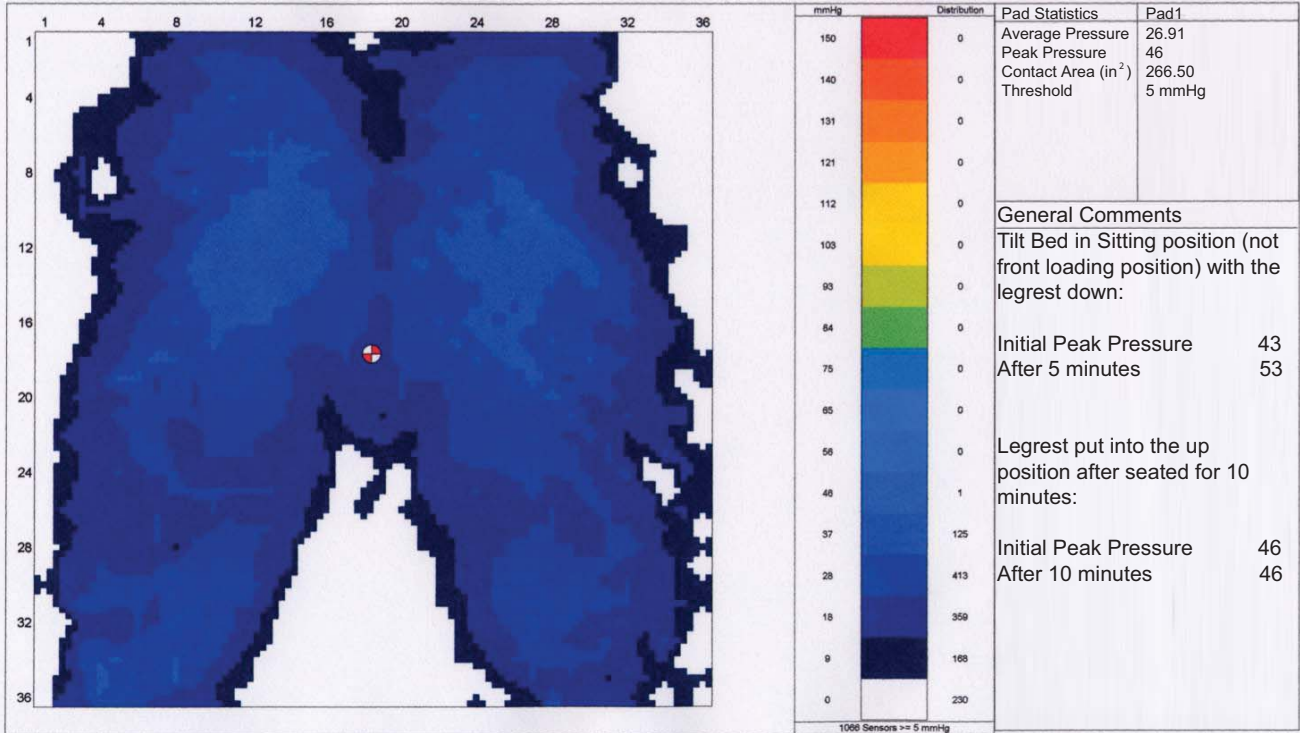 1 4 8 12 16 20 24 28 32 36
1
4
8
12
16
20
24
28
32
36
mmHg Distribution
150 0
140 0
131 0
121 0
112 0
103 0
93 0
84 0
75 0
65 0
56 0
46 1
37 125
28 413
18 359
9 168
0 230
1066 Sensors >= 5 mmHg
Pad Statistics Pad1
Average Pressure 26.91
Peak Pressure 46
Contact Area (in²) 266.50
Threshold 5 mmHg
General Comments
Tilt Bed in Sitting position (not
front loading position) with the
legrest down:
Initial Peak Pressure 43
After 5 minutes 53
Legrest put into the up
position after seated for 10
minutes:
Initial Peak Pressure 46
After 10 minutes 46